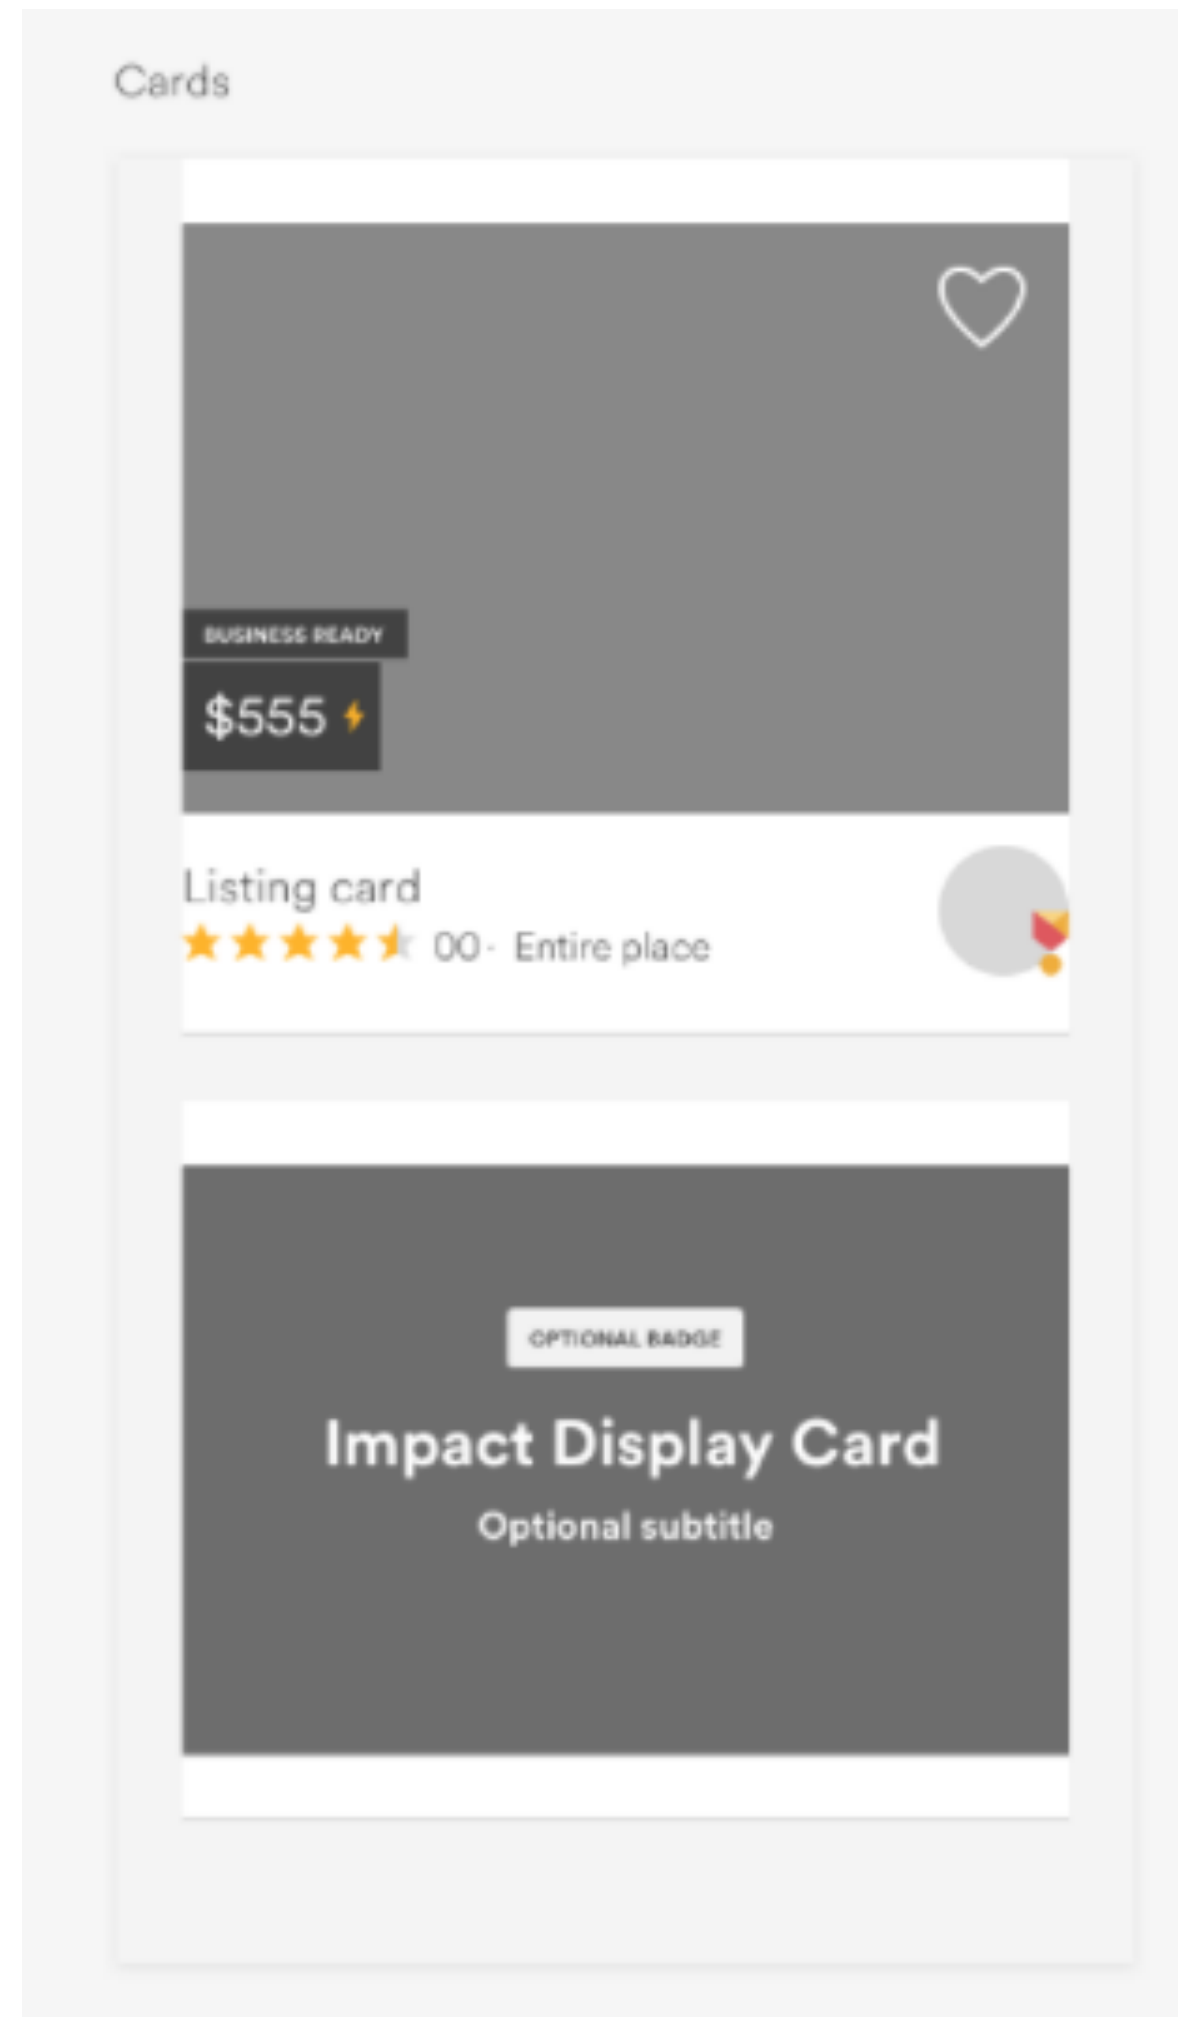 Cards
BUSINESS READY
$555
Listing card
00 · Entire place
OPTIONAL BADGE
Impact Display Card
Optional subtitle